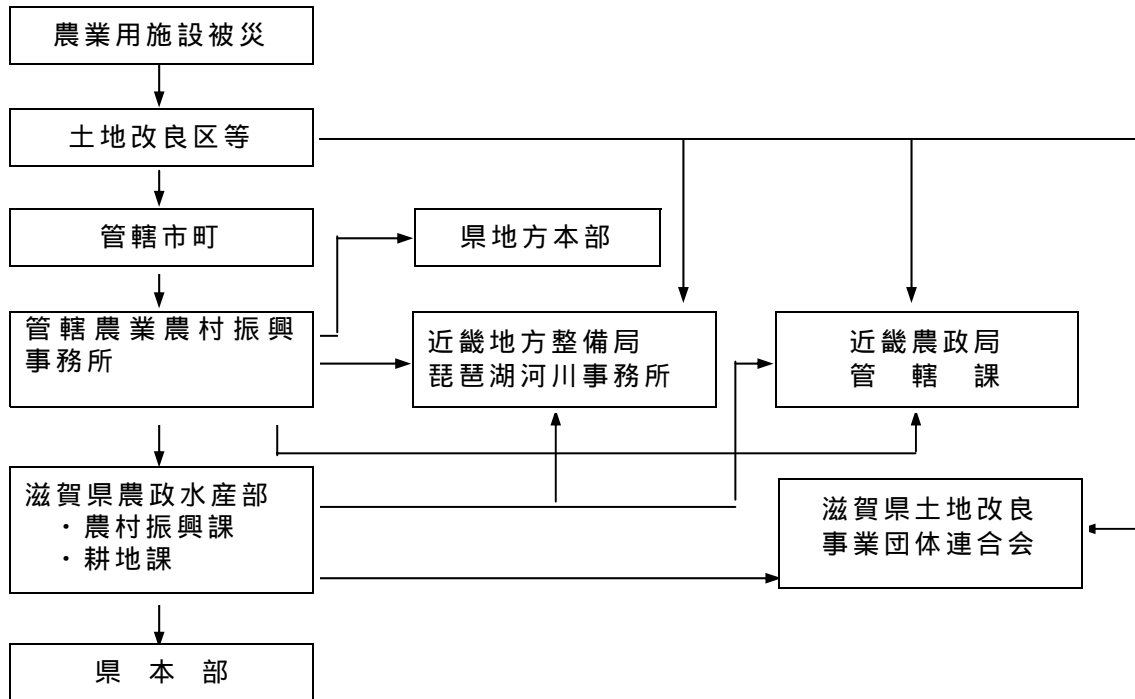 農業用施設被災
土地改良区等
管轄市町
県地方本部
管轄農業農村振興
事務所
近畿地方整備局
琵琶湖河川事務所
近畿農政局
管　轄　課
滋賀県農政水産部
・農村振興課
・耕地課
滋賀県土地改良
事業団体連合会
県　本　部